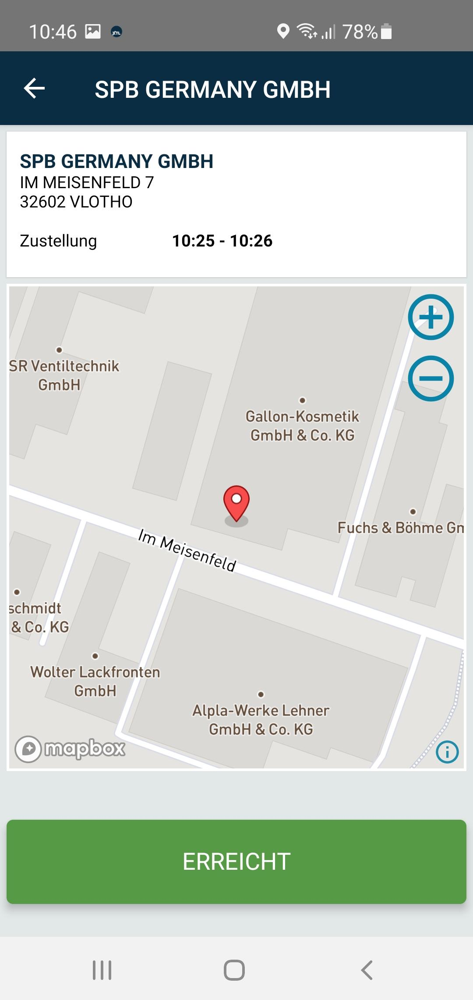 10:46
XTL
78%
SPB GERMANY GMBH
SPB GERMANY GMBH
IM MEISENFELD 7
32602 VLOTHO
Zustellung 10:25 - 10:26
SR Ventiltechnik
GmbH
Gallon-Kosmetik
GmbH & Co. KG
Fuchs & Böhme Gm
Im Meisenfeld
schmidt
& Co. KG
Wolter Lackfronten
GmbH
Alpla-Werke Lehner
GmbH & Co. KG
mapbox
ERREICHT